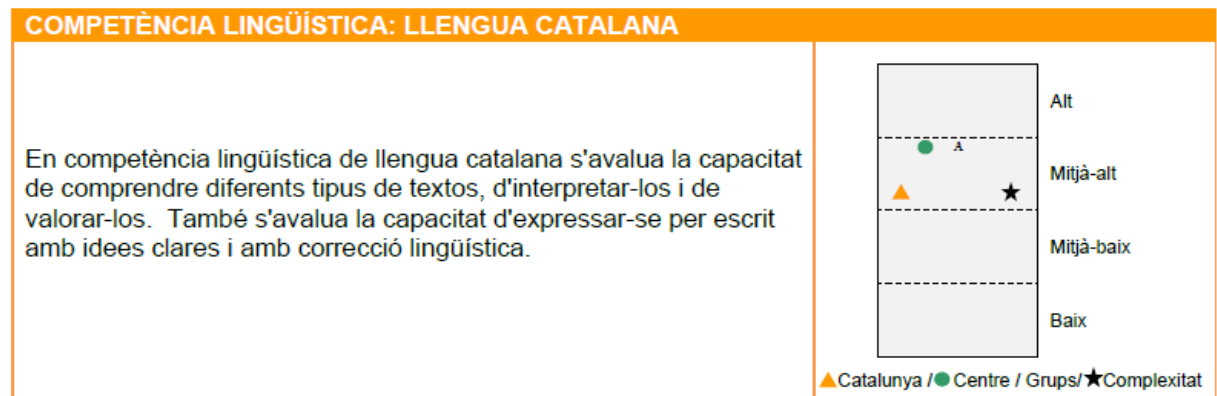 COMPETÈNCIA LINGÜÍSTICA: LLENGUA CATALANA
En competència lingüística de llengua catalana s'avalua la capacitat
de comprendre diferents tipus de textos, d'interpretar-los i de
valorar-los. També s'avalua la capacitat d'expressar-se per escrit
amb idees clares i amb correcció lingüística.
Alt
A
Mitjà-alt
Mitjà-baix
Baix
Catalunya / Centre / Grups/ Complexitat